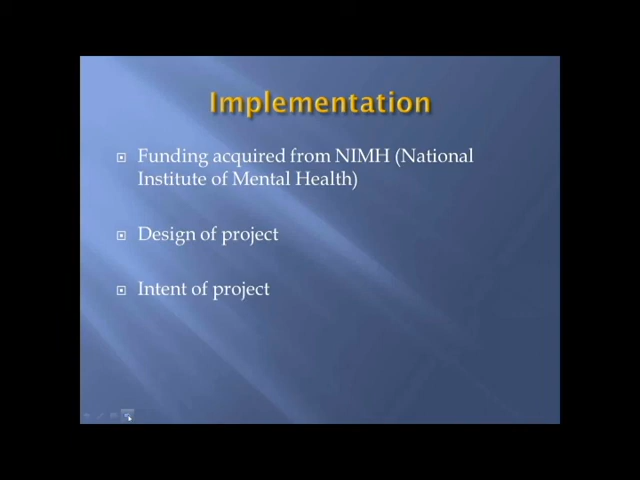 Implementation
Funding acquired from NIMH (National
Institute of Mental Health)
Design of project
Intent of project